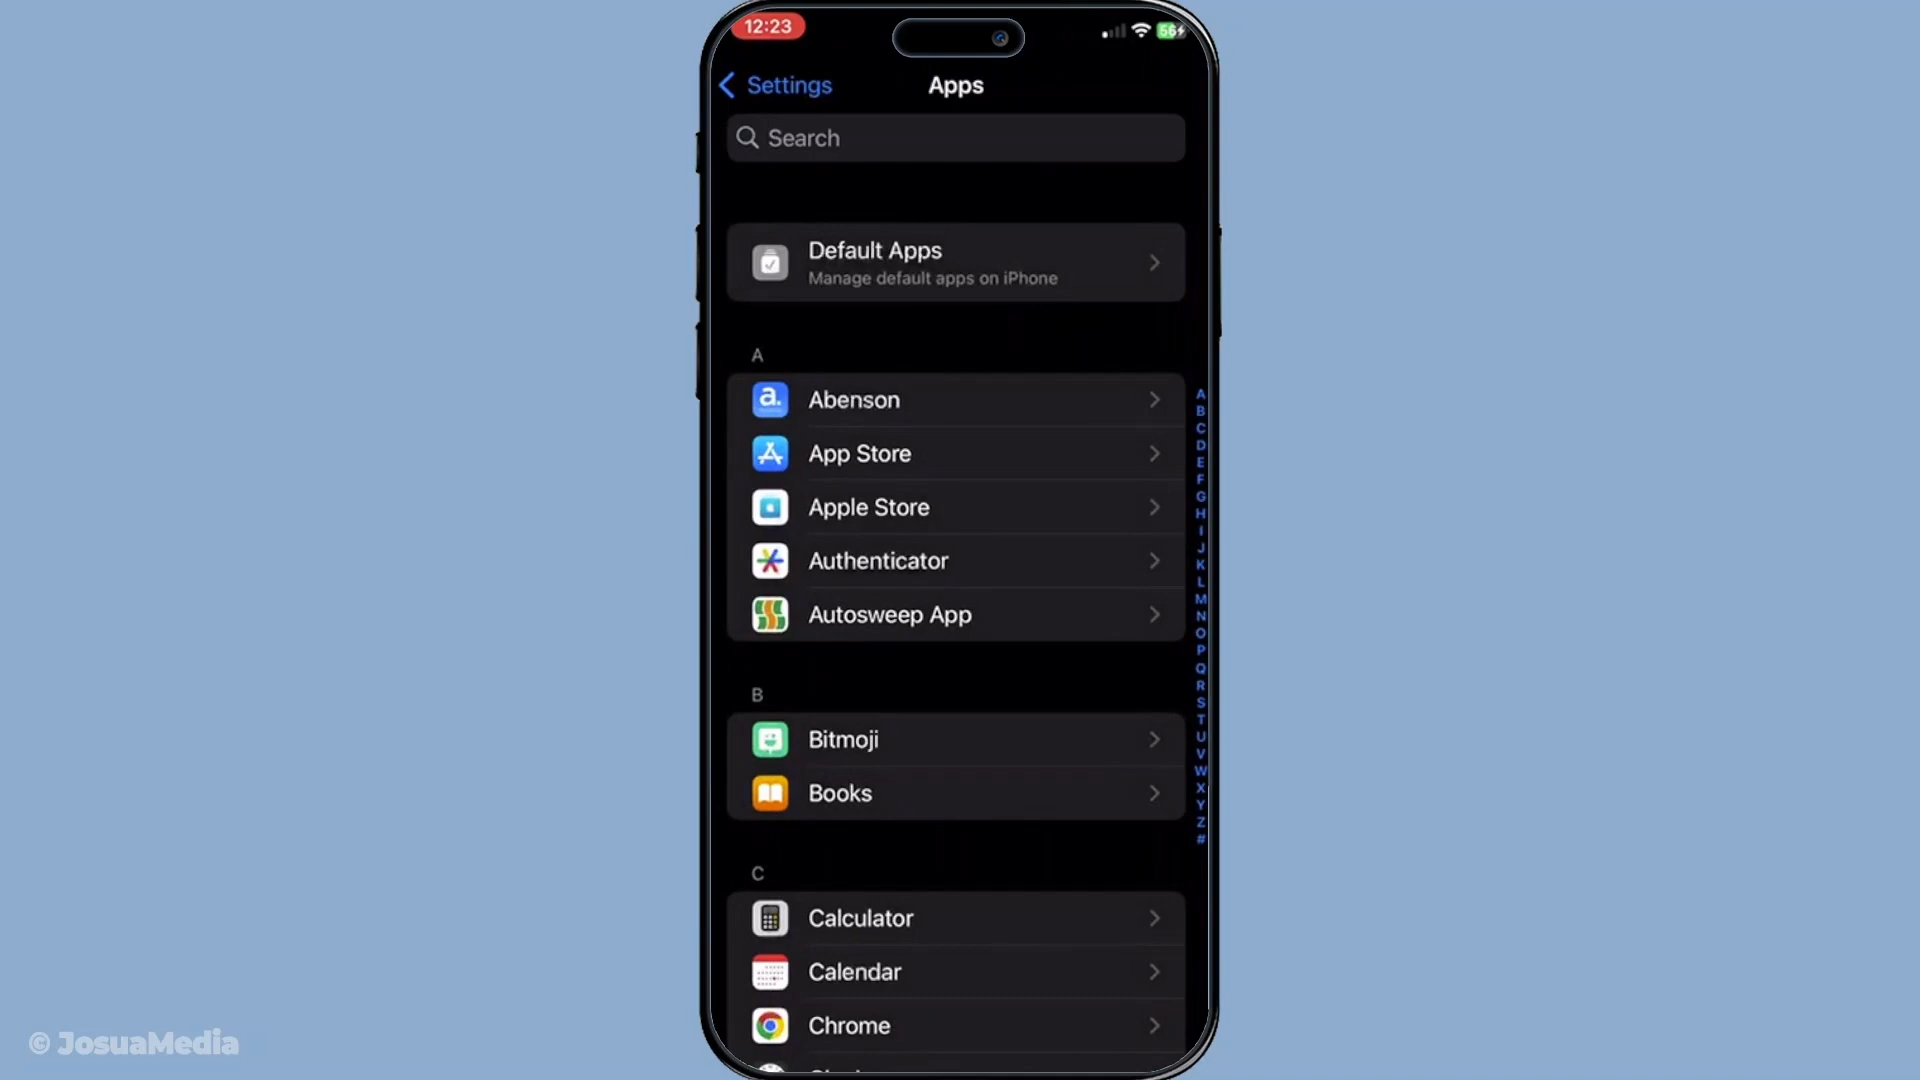 12:23
56
Settings
Apps
Search
Default Apps
Manage default apps on iPhone
A
a.
Abenson
App Store
Apple Store
Authenticator
Autosweep App
B
Bitmoji
Books
C
Calculator
Calendar
Chrome
A
B
C
D
E
F
G
H
I
J
K
L
M
N
O
P
Q
R
S
T
U
V
W
X
Y
Z
#
© JosuaMedia